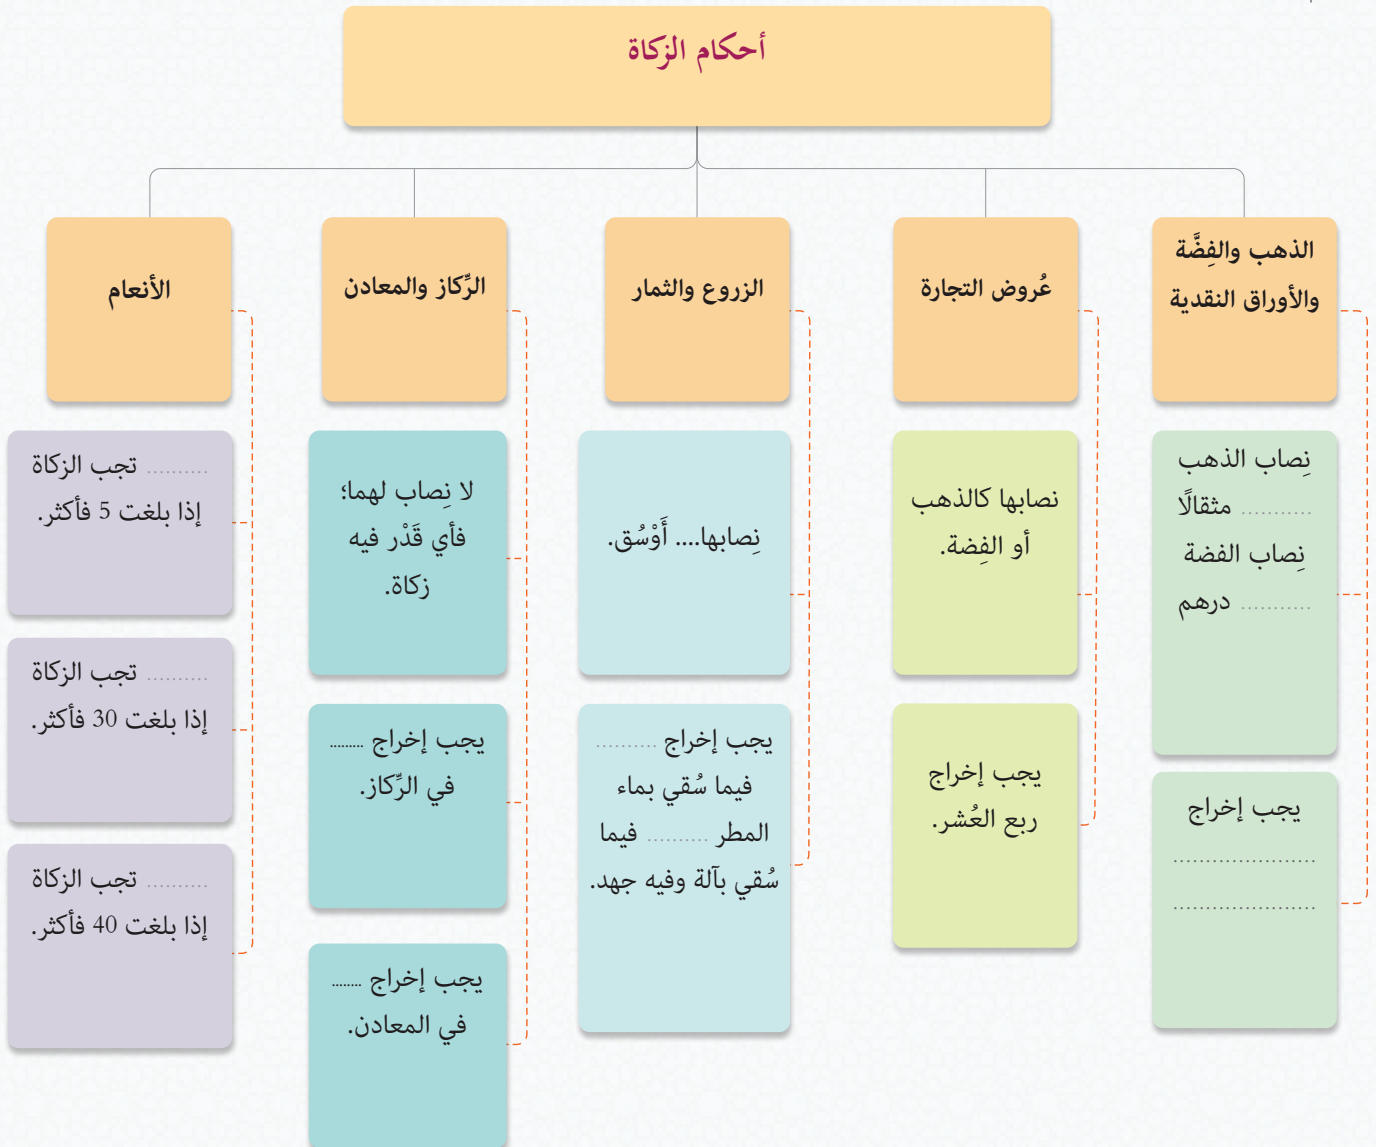 أحكام الزكاة
الذهب والفِضَّة
والأوراق النقدية
نِصاب الذهب
.......... مثقالًا
نِصاب الفضة
........... درهم
يجب إخراج
......................
......................
عُروض التجارة
نصابها كالذهب
أو الفِضة.
يجب إخراج
ربع العُشر.
الزروع والثمار
نِصابها.... أَوْسُق.
يجب إخراج ..........
فيما سُقي بماء
المطر .......... فيما
سُقي بآلة وفيه جهد.
الرِّكاز والمعادن
لا نِصاب لهما؛
فأي قَدْر فيه
زكاة.
يجب إخراج .........
في الرِّكاز.
يجب إخراج ........
في المعادن.
الأنعام
.......... تجب الزكاة
إذا بلغت 5 فأكثر.
.......... تجب الزكاة
إذا بلغت 30 فأكثر.
.......... تجب الزكاة
إذا بلغت 40 فأكثر.